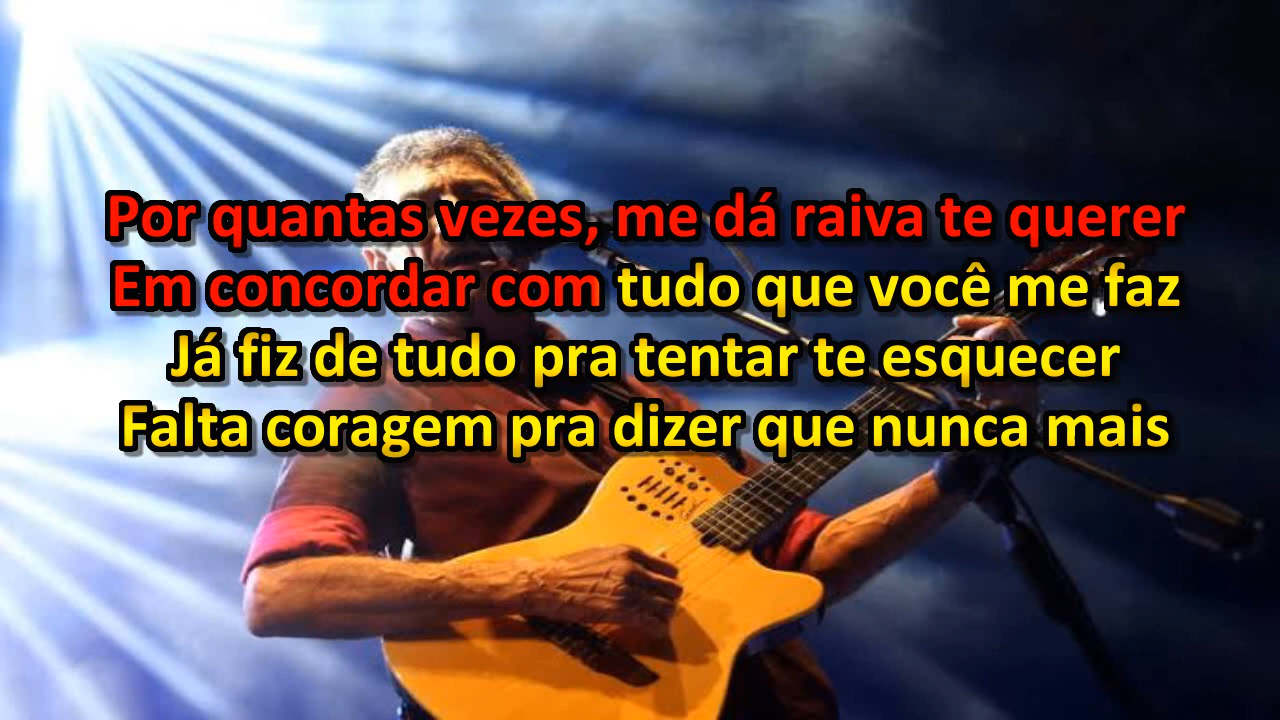 Por quantas vezes, me dá raiva te querer
Em concordar com tudo que você me faz
Já fiz de tudo pra tentar te esquecer
Falta coragem pra dizer que nunca mais